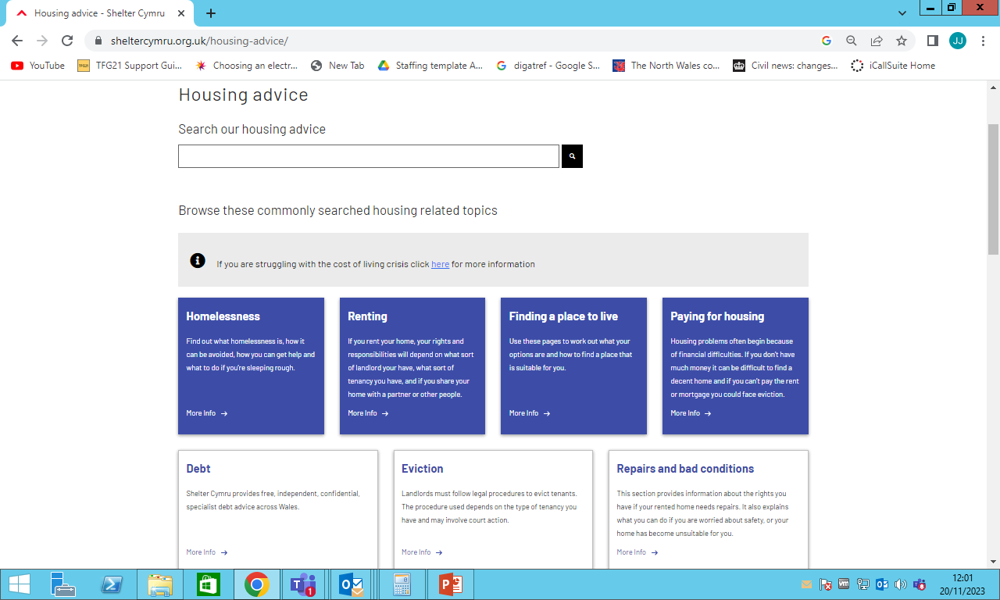 Housing advice - Shelter Cymru
sheltercymru.org.uk/housing-advice/
JJ
YouTube
TFG21 Support Gui...
Choosing an electr...
New Tab
Staffing template A...
digatref - Google S...
The North Wales co...
Civil news: changes...
iCallSuite Home
Housing advice
Search our housing advice
Browse these commonly searched housing related topics
If you are struggling with the cost of living crisis click here for more information
Homelessness
Find out what homelessness is, how it
can be avoided, how you can get help and
what to do if you're sleeping rough.
More Info
Renting
If you rent your home, your rights and
responsibilities will depend on what sort
of landlord your have, what sort of
tenancy you have, and if you share your
home with a partner or other people.
More Info
Finding a place to live
Use these pages to work out what your
options are and how to find a place that
is suitable for you.
More Info
Paying for housing
Housing problems often begin because
of financial difficulties. If you don't have
much money it can be difficult to find a
decent home and if you can't pay the rent
or mortgage you could face eviction.
More Info
Debt
Shelter Cymru provides free, independent, confidential,
specialist debt advice across Wales.
More Info
Eviction
Landlords must follow legal procedures to evict tenants.
The procedure used depends on the type of tenancy you
have and may involve court action.
More Info
Repairs and bad conditions
This section provides information about the rights you
have if your rented home needs repairs. It also explains
what you can do if you are worried about safety, or your
home has become unsuitable for you.
More Info
12:01
20/11/2023